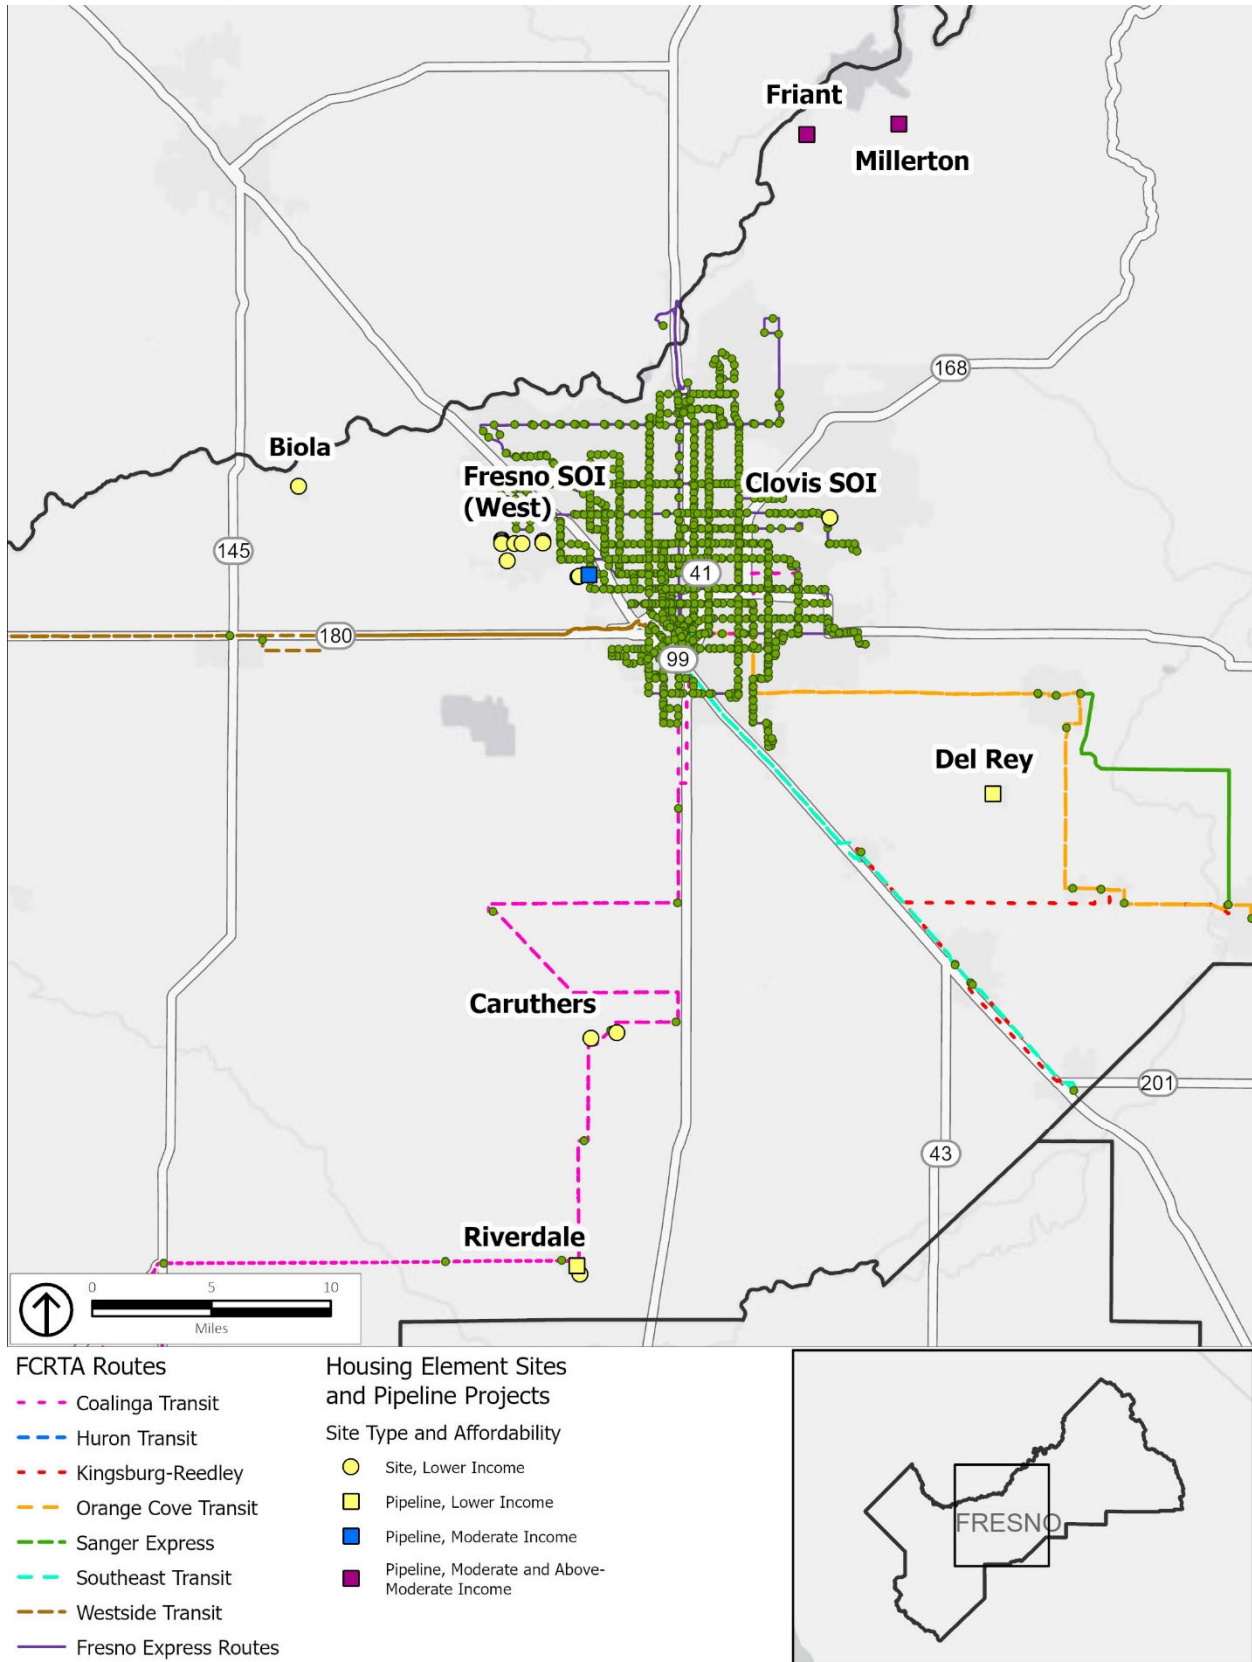 Friant
Millerton
168
Biola
Fresno SOI
(West)
Clovis SOI
145
41
180
99
Del Rey
Caruthers
201
43
Riverdale
0 5 10
Miles
FCRTA Routes
Coalinga Transit
Huron Transit
Kingsburg-Reedley
Orange Cove Transit
Sanger Express
Southeast Transit
Westside Transit
Fresno Express Routes
Housing Element Sites
and Pipeline Projects
Site Type and Affordability
Site, Lower Income
Pipeline, Lower Income
Pipeline, Moderate Income
Pipeline, Moderate and Above-
Moderate Income
FRESNO